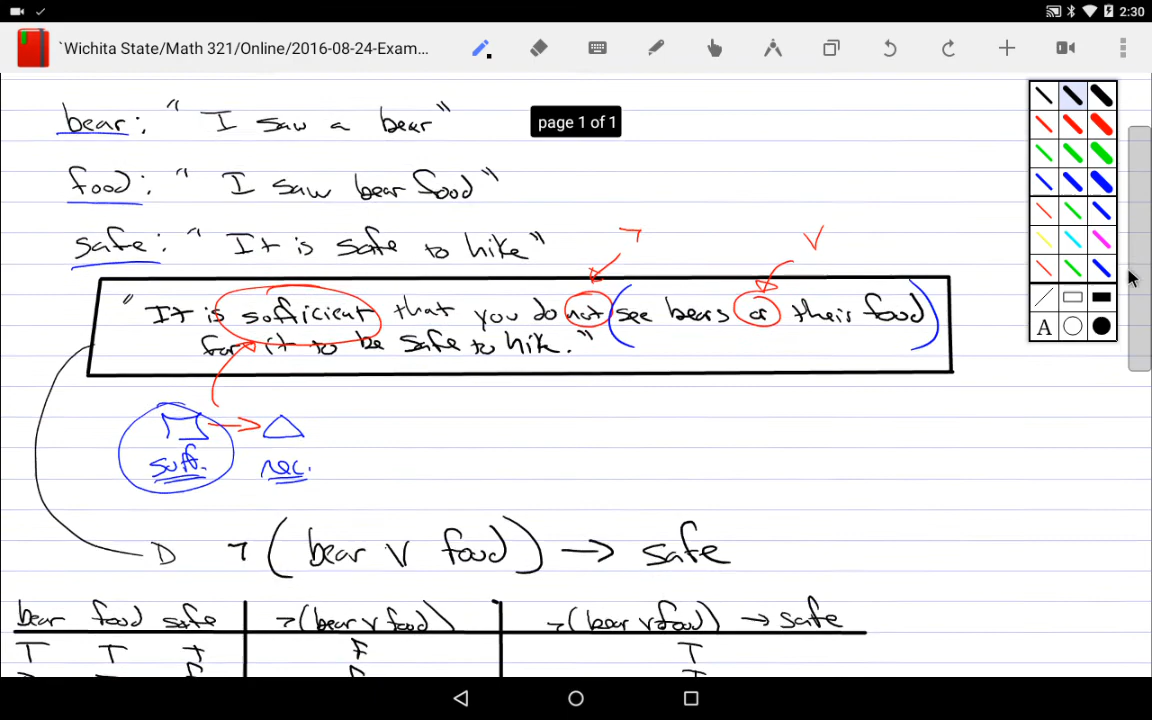 2:30
`Wichita State/Math 321/Online/2016-08-24-Exam...
page 1 of 1
bear: "I saw a bear"
food: "I saw bear food"
safe: "It is safe to hike"
¬ ∨
"It is sufficient that you do not (see bears or their food)
for it to be safe to hike."
suff. → nec.
¬(bear ∨ food) → safe
bear food safe ¬(bear ∨ food) ¬(bear ∨ food) → safe
T T T F T
A